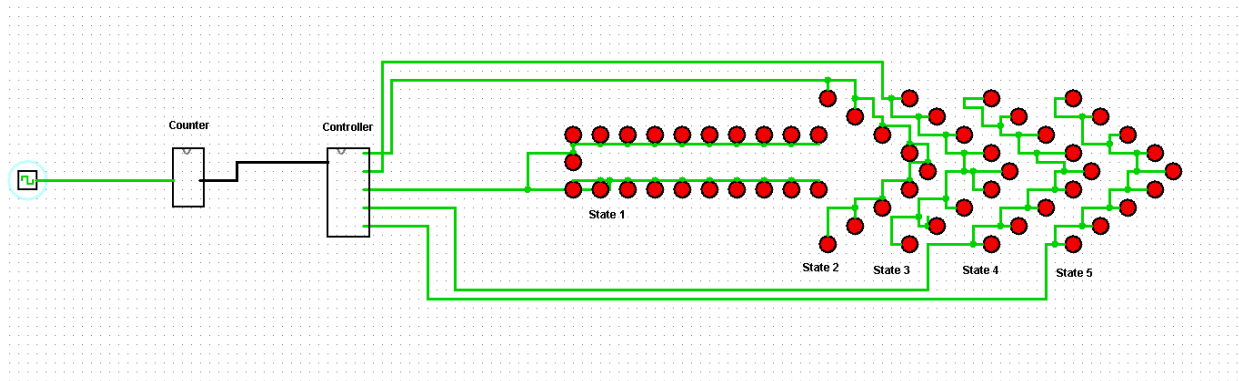 Counter
Controller
State 1
State 2
State 3
State 4
State 5